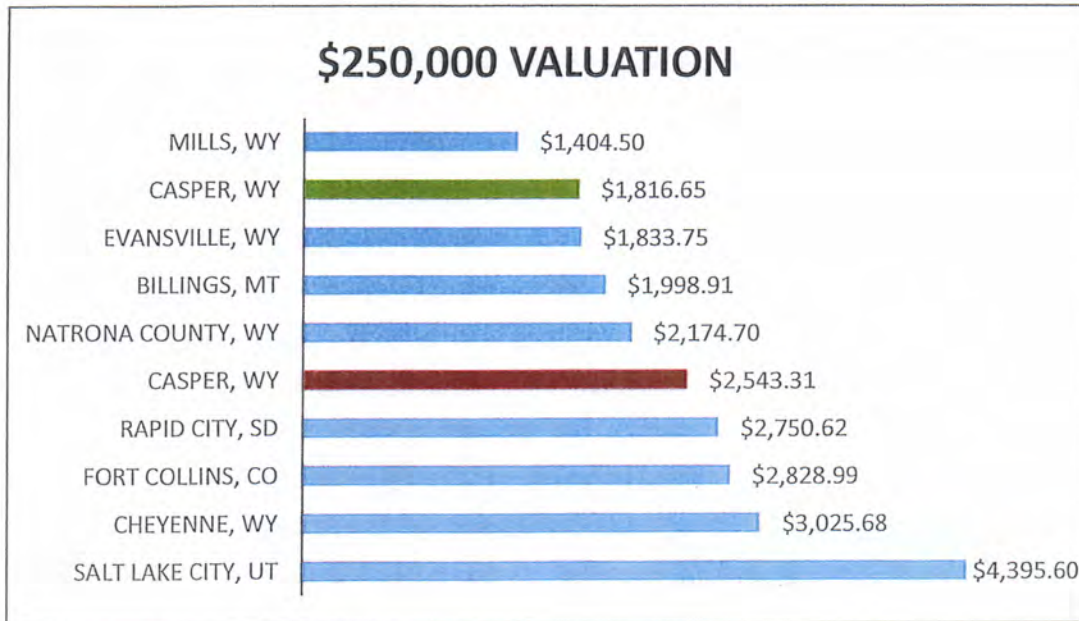 $250,000 VALUATION
MILLS, WY $1,404.50
CASPER, WY $1,816.65
EVANSVILLE, WY $1,833.75
BILLINGS, MT $1,998.91
NATRONA COUNTY, WY $2,174.70
CASPER, WY $2,543.31
RAPID CITY, SD $2,750.62
FORT COLLINS, CO $2,828.99
CHEYENNE, WY $3,025.68
SALT LAKE CITY, UT $4,395.60